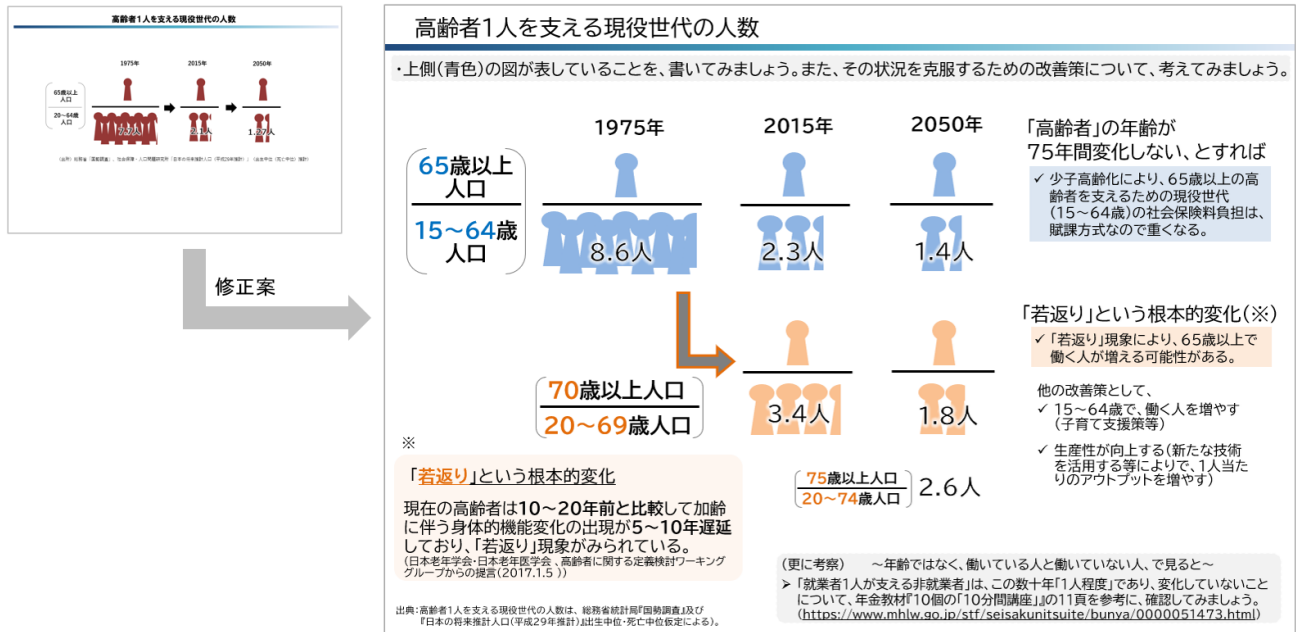 高齢者1人を支える現役世代の人数
1975年
2015年
2050年
65歳以上
人口
20~64歳
人口
7.7人
2.1人
1.27人
修正案
高齢者1人を支える現役世代の人数
・上側(青色)の図が表していることを、書いてみましょう。また、その状況を克服するための改善策について、考えてみましょう。
1975年
2015年
2050年
65歳以上
人口
15~64歳
人口
8.6人
2.3人
1.4人
「高齢者」の年齢が
75年間変化しない、とすれば
✓ 少子高齢化により、65歳以上の高
齢者を支えるための現役世代
(15~64歳)の社会保険料負担は、
賦課方式なので重くなる。
70歳以上人口
20~69歳人口
3.4人
1.8人
「若返り」という根本的変化(※)
✓ 「若返り」現象により、65歳以上で
働く人が増える可能性がある。
他の改善策として、
✓ 15~64歳で、働く人を増やす
(子育て支援策等)
✓ 生産性が向上する(新たな技術
を活用する等によりで、1人当た
りのアウトプットを増やす)
75歳以上人口
20~74歳人口
2.6人
※
「若返り」という根本的変化
現在の高齢者は10~20年前と比較して加齢
に伴う身体的機能変化の出現が5~10年遅延
しており、「若返り」現象がみられている。
(日本老年学会・日本老年医学会 、高齢者に関する定義検討ワーキング
グループからの提言(2017.1.5 ))
(更に考察) ~年齢ではなく、働いている人と働いていない人、で見ると~
➢ 「就業者1人が支える非就業者」は、この数十年「1人程度」であり、変化していないこと
について、年金教材『10個の「10分間講座」』の11頁を参考に、確認してみましょう。
(https://www.mhlw.go.jp/stf/seisakunitsuite/bunya/0000051473.html)
出典:高齢者1人を支える現役世代の人数は、総務省統計局『国勢調査』及び
『日本の将来推計人口(平成29年推計)』出生中位・死亡中位仮定による)。